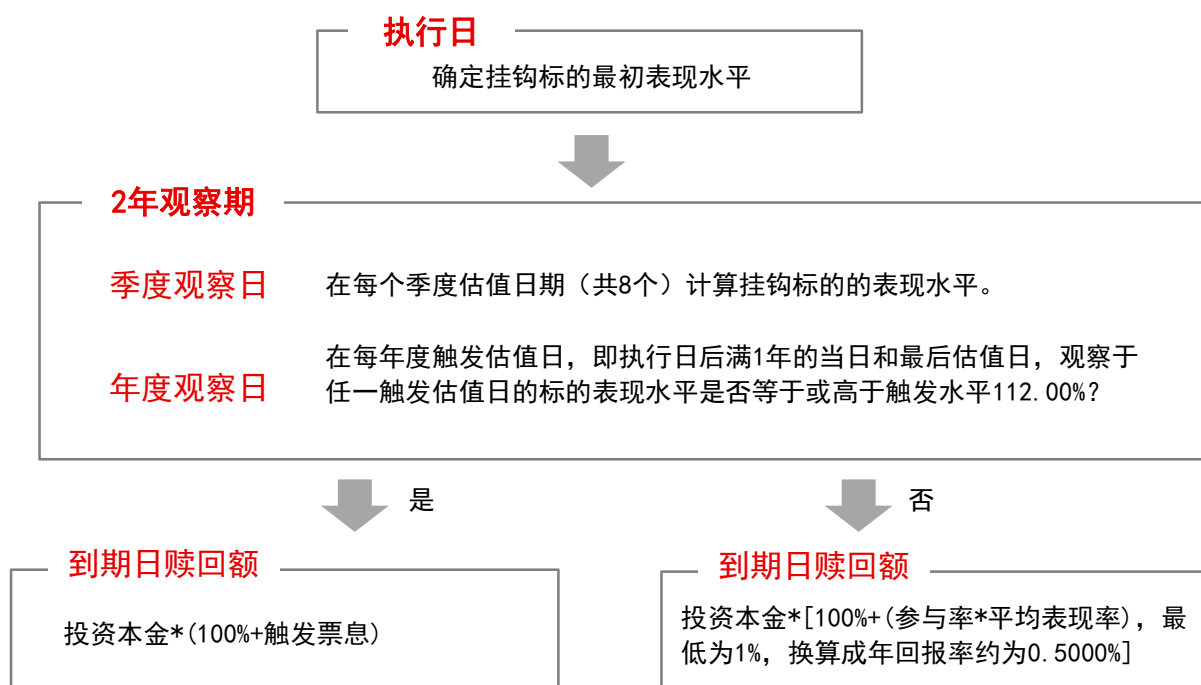 执行日
确定挂钩标的最初表现水平
2年观察期
季度观察日
在每个季度估值日期（共8个）计算挂钩标的的表现水平。
年度观察日
在每年度触发估值日，即执行日后满1年的当日和最后估值日，观察于
任一触发估值日的标的表现水平是否等于或高于触发水平112.00%?
是
否
到期日赎回额
投资本金*(100%+触发票息)
到期日赎回额
投资本金*[100%+(参与率*平均表现率)，最
低为1%，换算成年回报率约为0.5000%]